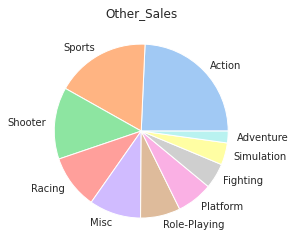 Other_Sales
Action
Sports
Shooter
Racing
Misc
Role-Playing
Platform
Fighting
Simulation
Adventure